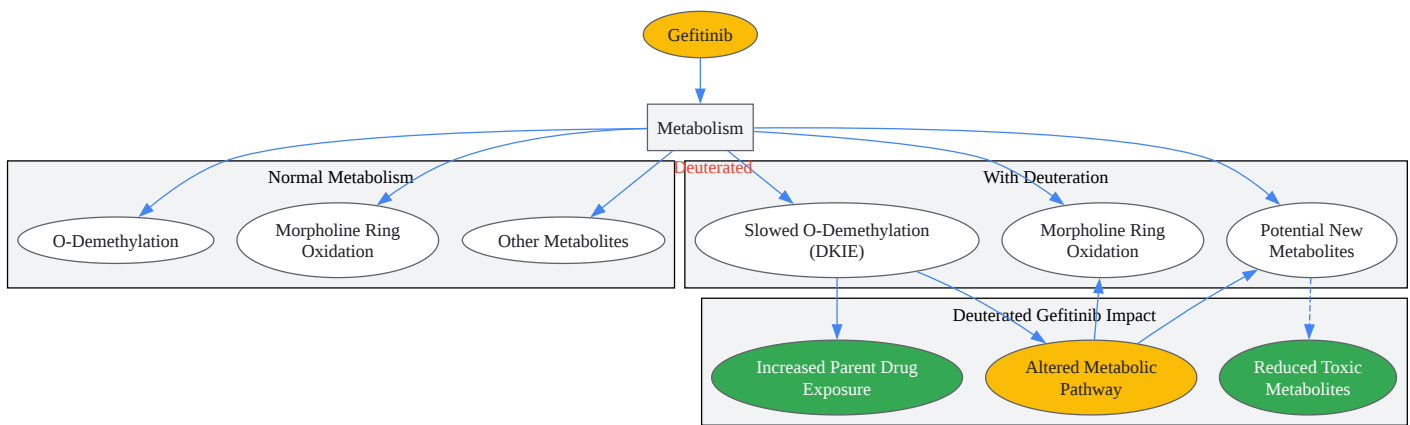 Gefitinib
Metabolism
Deuterated
Normal Metabolism
With Deuteration
O-Demethylation
Morpholine Ring
Oxidation
Other Metabolites
Slowed O-Demethylation
(DKIE)
Morpholine Ring
Oxidation
Potential New
Metabolites
Deuterated Gefitinib Impact
Increased Parent Drug
Exposure
Altered Metabolic
Pathway
Reduced Toxic
Metabolites